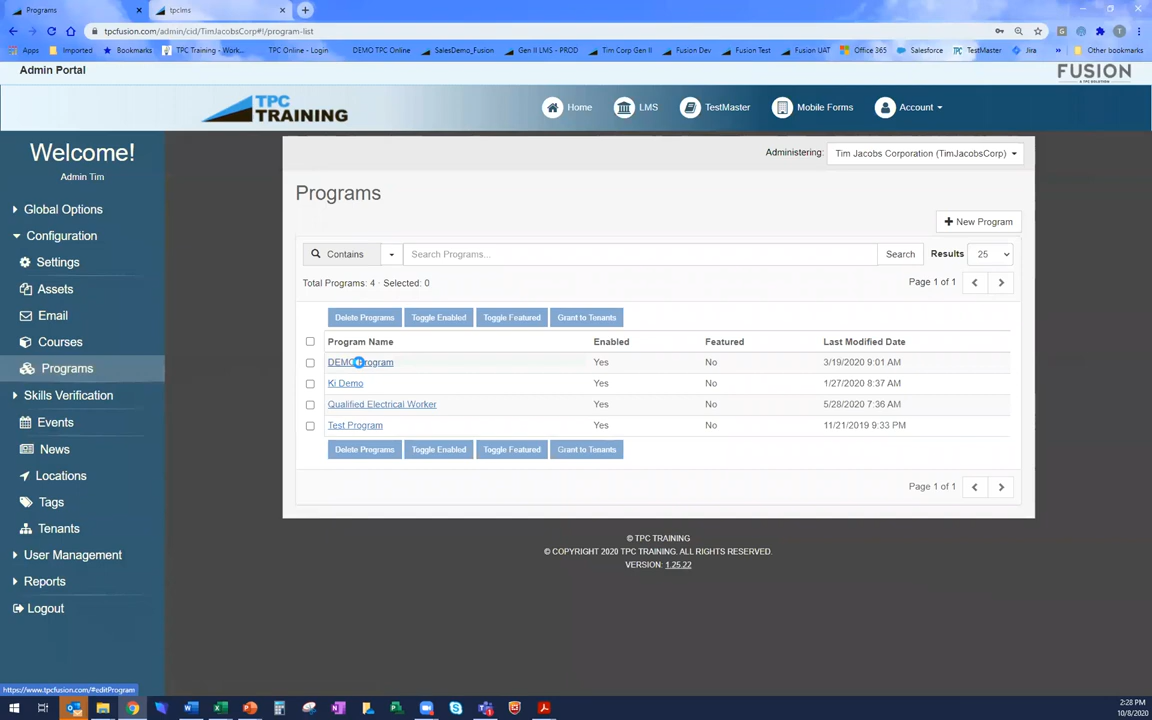 Programs
tpclms
tpcfusion.com/admin/cid/TimJacobsCorp#!/program-list
Apps Imported Bookmarks TPC Training - Work... TPC Online - Login DEMO TPC Online SalesDemo_Fusion Gen II LMS - PROD Tim Corp Gen II Fusion Dev Fusion Test Fusion UAT Office 365 Salesforce TestMaster Jira » Other bookmarks
Admin Portal
FUSION
A TPC SOLUTION
TPC
TRAINING
Home LMS TestMaster Mobile Forms Account
Welcome!
Admin Tim
Global Options
Configuration
Settings
Assets
Email
Courses
Programs
Skills Verification
Events
News
Locations
Tags
Tenants
User Management
Reports
Logout
Administering: Tim Jacobs Corporation (TimJacobsCorp)
Programs
New Program
Contains Search Programs... Search Results 25
Total Programs: 4 · Selected: 0 Page 1 of 1
Delete Programs Toggle Enabled Toggle Featured Grant to Tenants
Program Name Enabled Featured Last Modified Date
DEMO Program Yes No 3/19/2020 9:01 AM
Ki Demo Yes No 1/27/2020 8:37 AM
Qualified Electrical Worker Yes No 5/28/2020 7:36 AM
Test Program Yes No 11/21/2019 9:33 PM
Delete Programs Toggle Enabled Toggle Featured Grant to Tenants
Page 1 of 1
© TPC TRAINING
© COPYRIGHT 2020 TPC TRAINING. ALL RIGHTS RESERVED.
VERSION: 1.25.22
https://www.tpcfusion.com/#editProgram
2:28 PM
10/8/2020